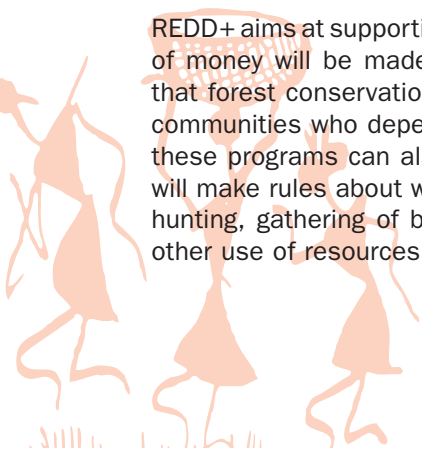 REDD+ aims at supporti
of money will be made
that forest conservatio
communities who depe
these programs can al
will make rules about w
hunting, gathering of b
other use of resources